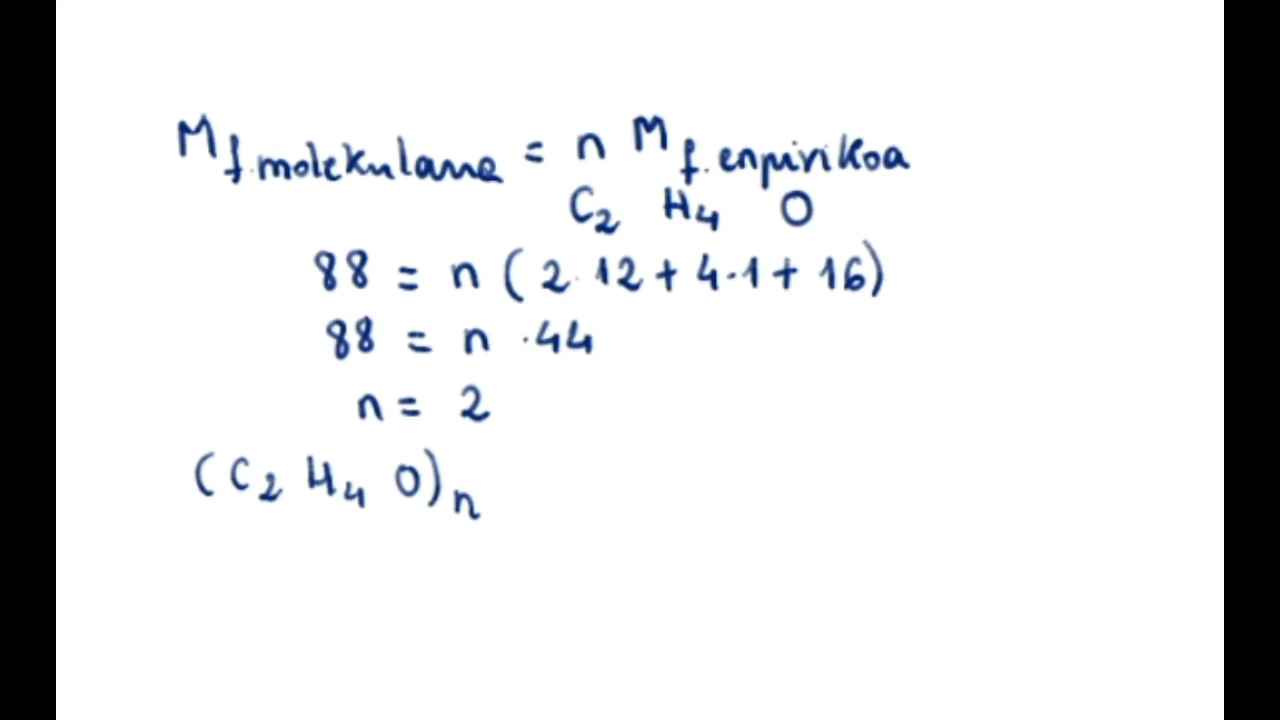 M f. molekularra = n M f. enpirikoa
C₂ H₄ O
88 = n (2·12 + 4·1 + 16)
88 = n · 44
n = 2
(C₂ H₄ O)ₙ